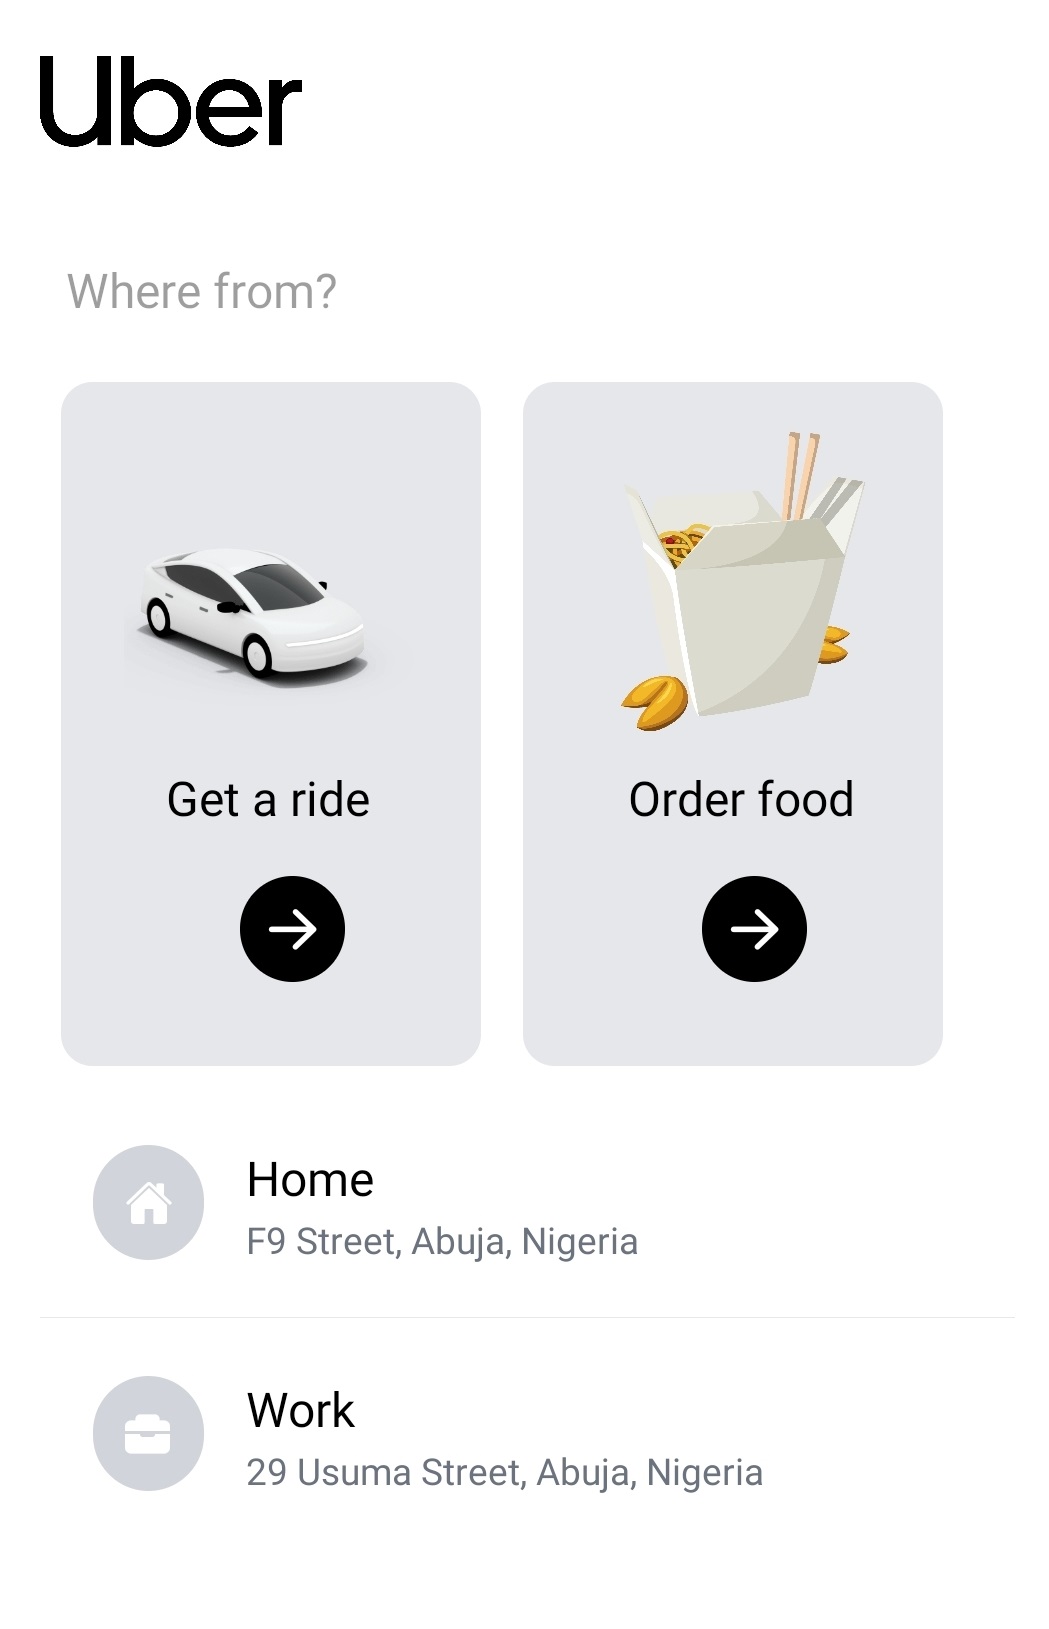 Uber
Where from?
Get a ride
Order food
Home
F9 Street, Abuja, Nigeria
Work
29 Usuma Street, Abuja, Nigeria